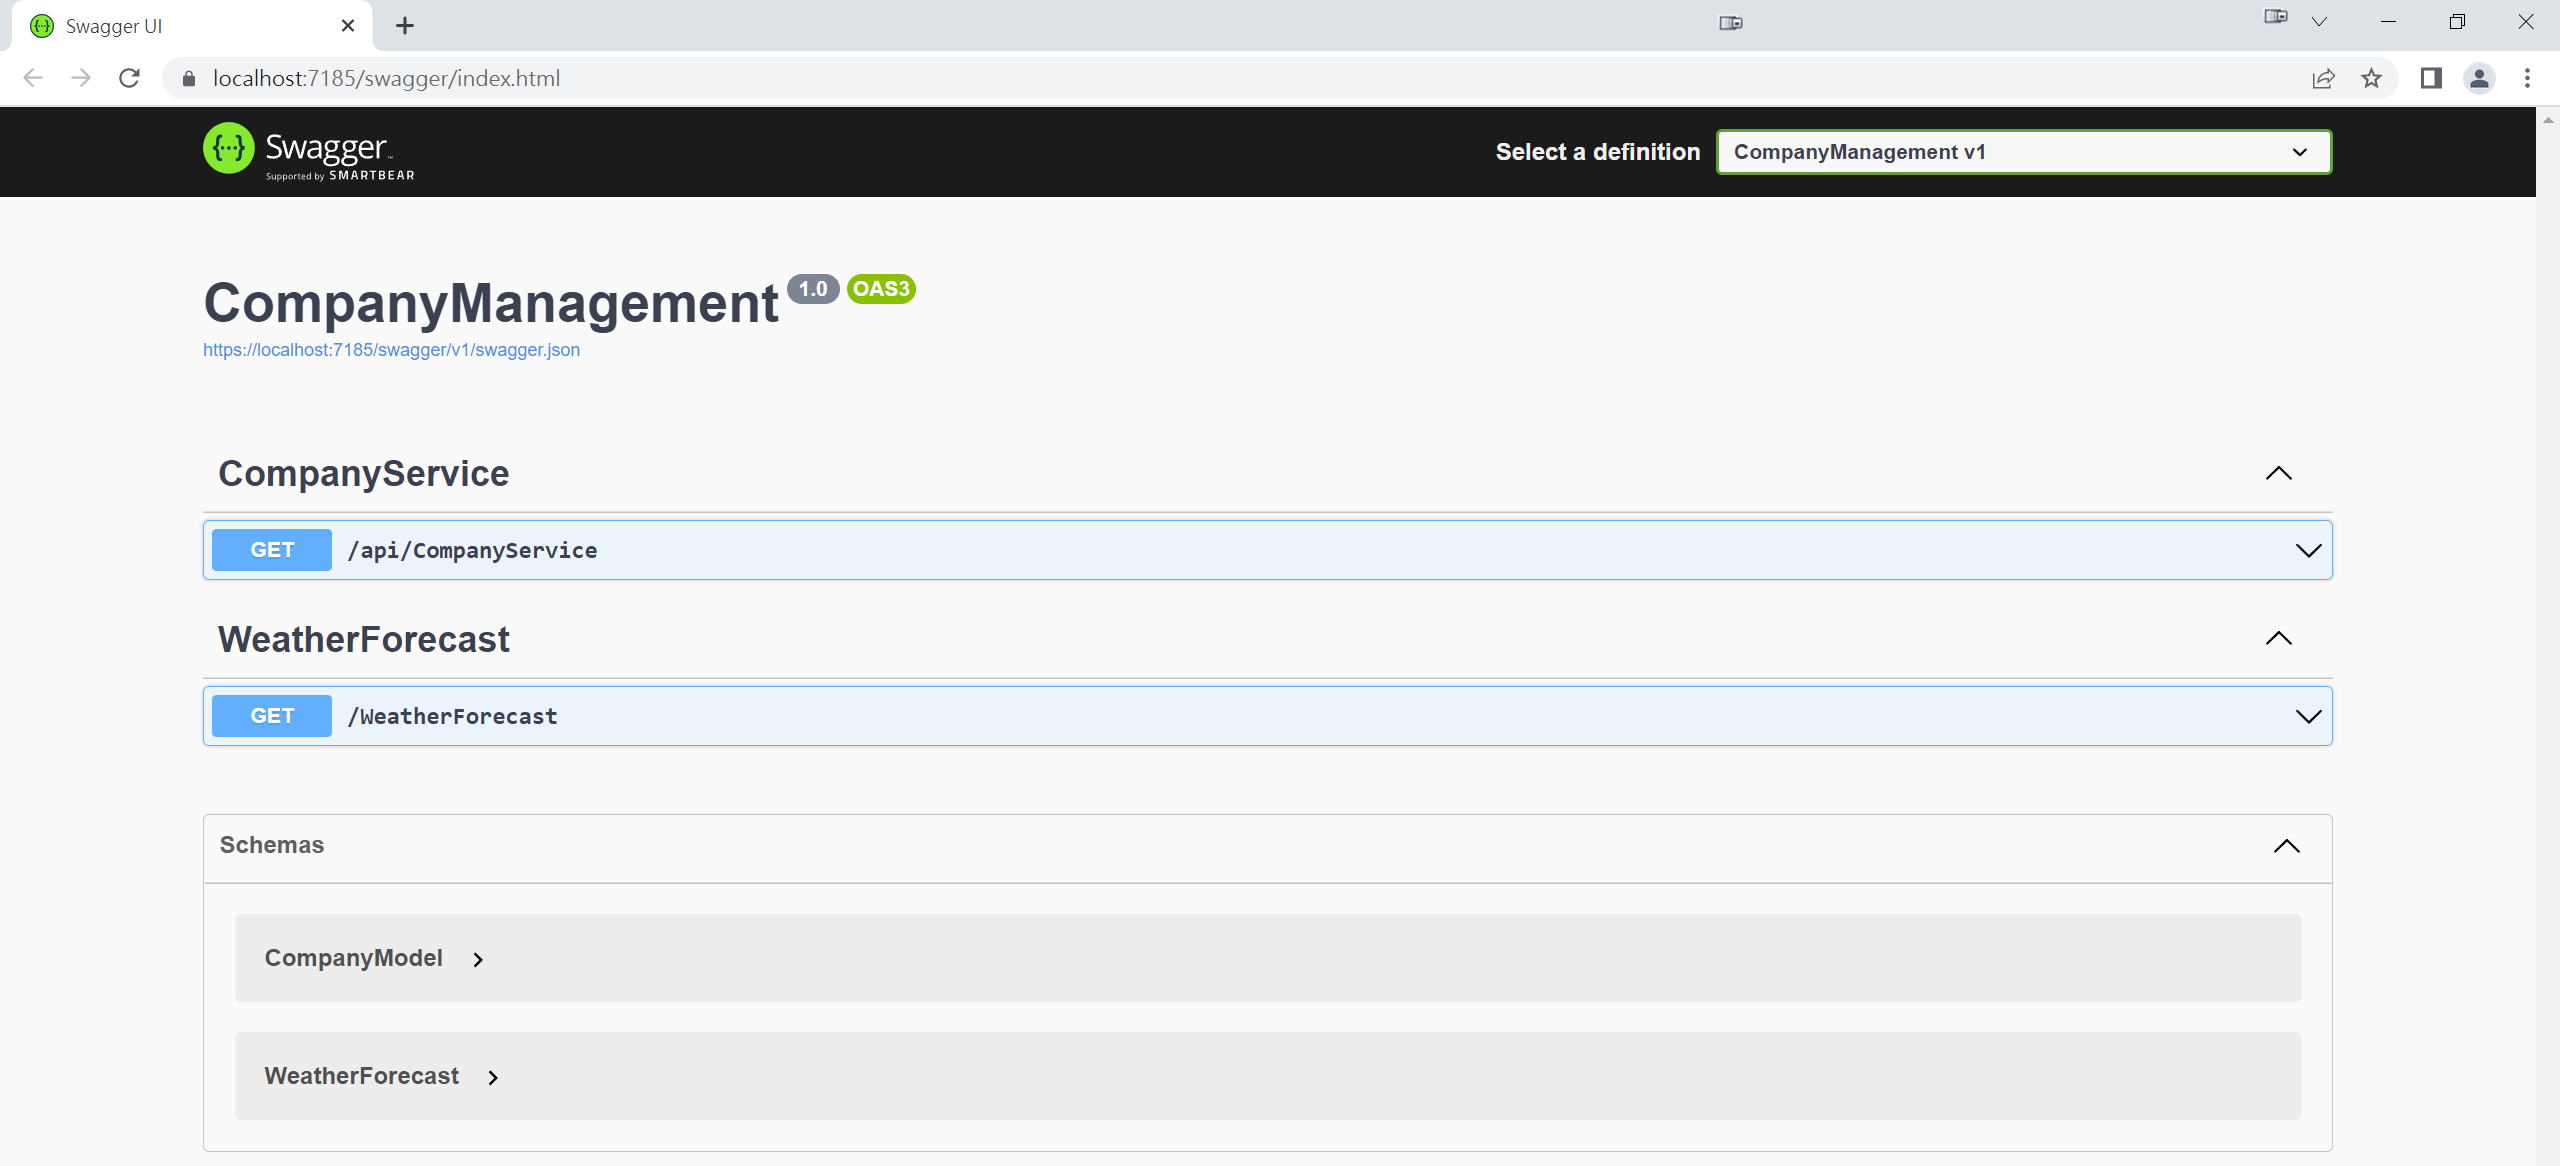 Swagger UI
localhost:7185/swagger/index.html
{···} Swagger™
Supported by SMARTBEAR
Select a definition
CompanyManagement v1
CompanyManagement 1.0 OAS3
https://localhost:7185/swagger/v1/swagger.json
CompanyService
GET /api/CompanyService
WeatherForecast
GET /WeatherForecast
Schemas
CompanyModel
WeatherForecast